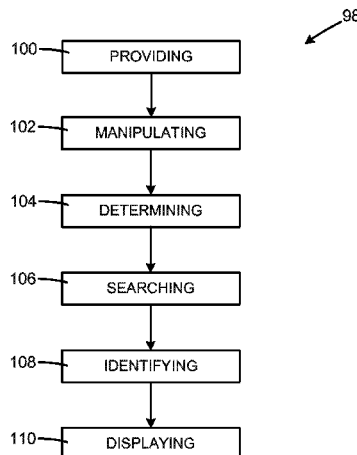 98
100 PROVIDING
102 MANIPULATING
104 DETERMINING
106 SEARCHING
108 IDENTIFYING
110 DISPLAYING